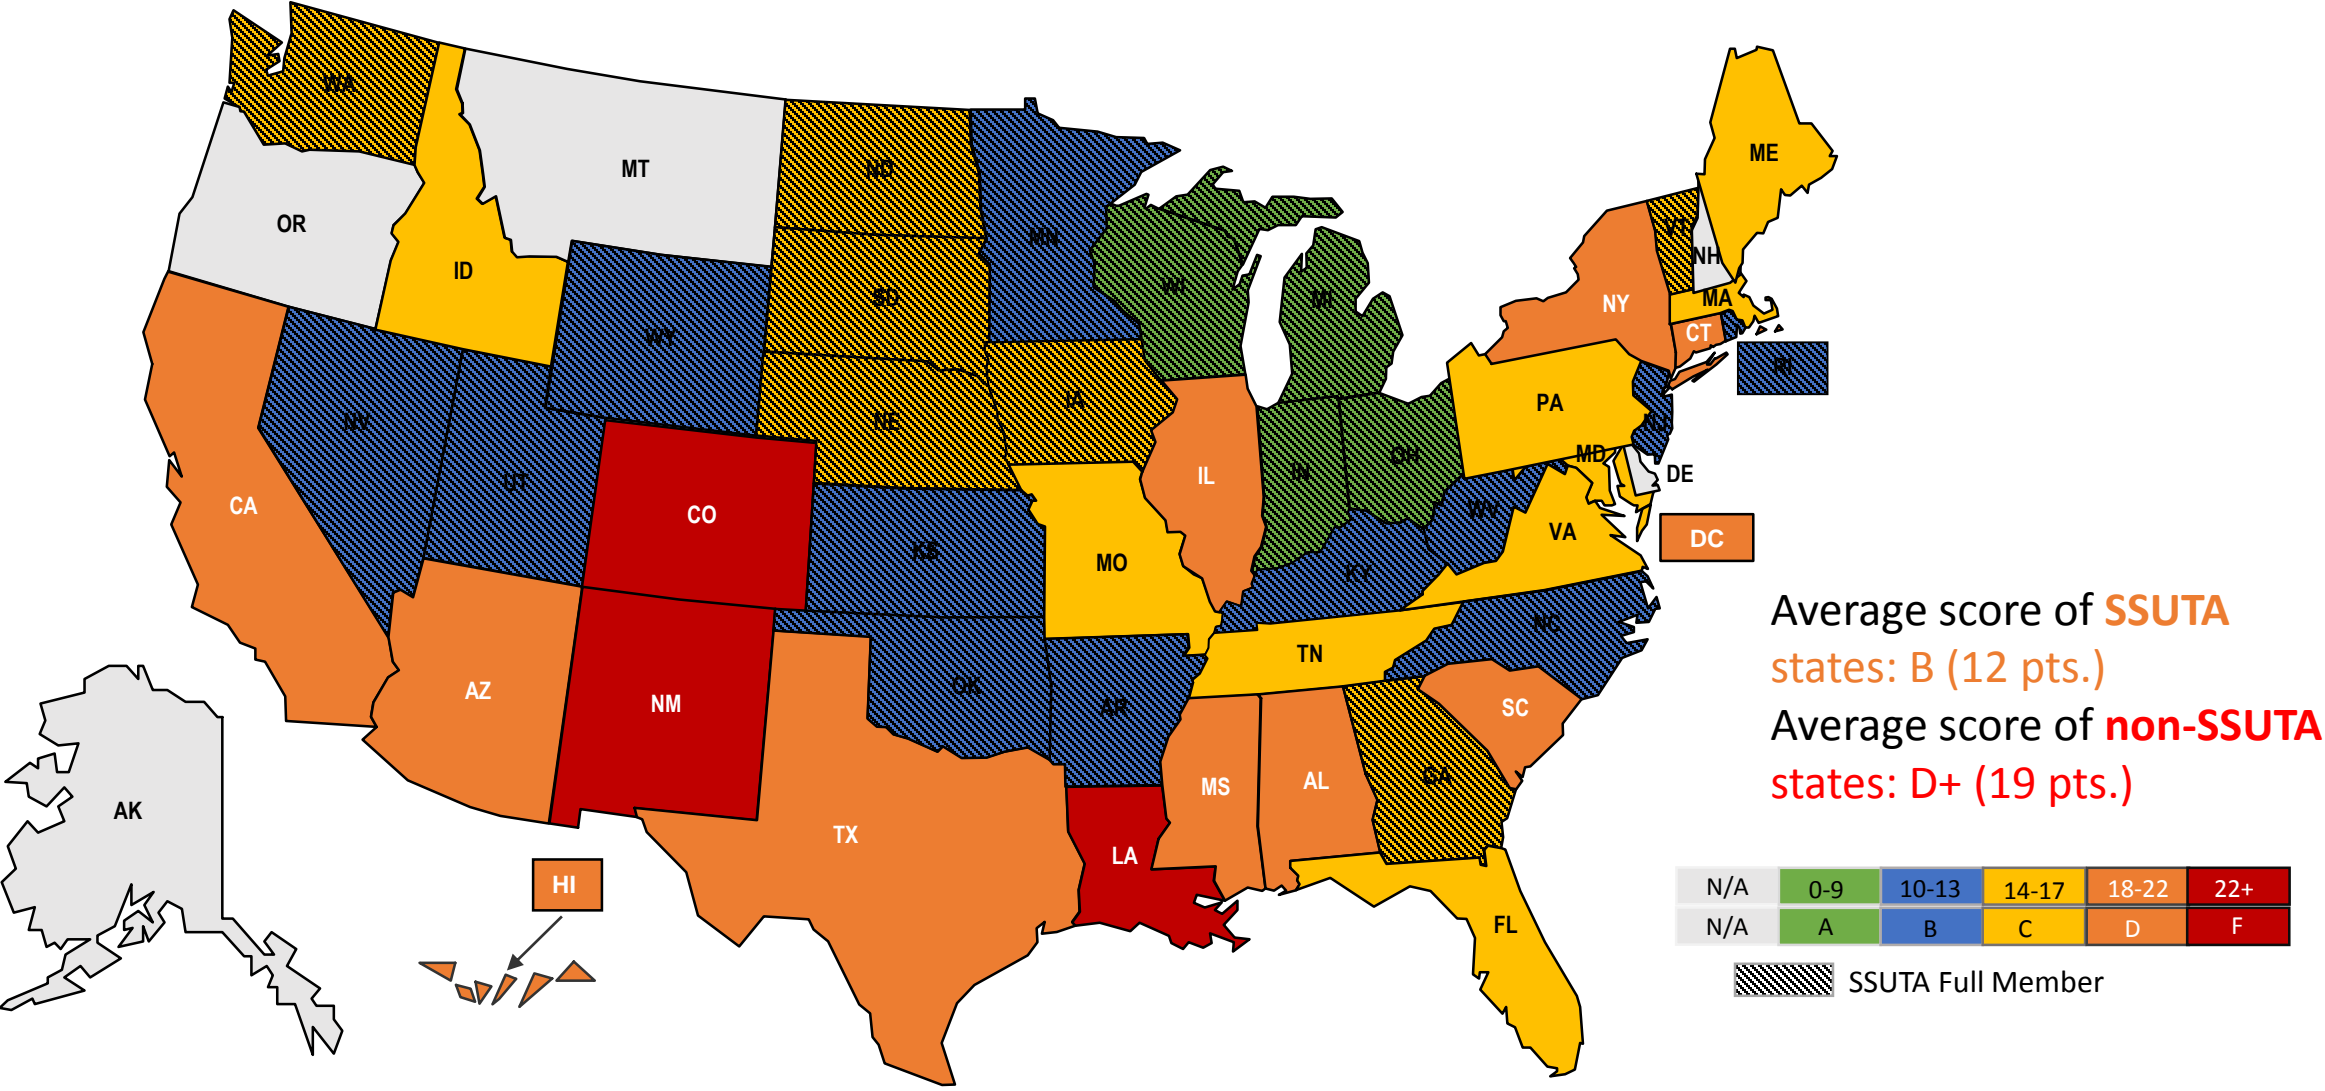 WA
ME
MT
ND
VT
OR
MN
NH
ID
WI
MI
SD
MA
NY
CT
WY
RI
IA
PA
NV
NE
NJ
OH
MD
IN
IL
DE
UT
CA
WV
CO
VA
DC
KS
MO
KY
Average score of SSUTA
NC
TN
states: B (12 pts.)
OK
AZ
NM
AR
SC
Average score of non-SSUTA
GA
AL
MS
states: D+ (19 pts.)
AK
TX
LA
HI
N/A 0-9 10-13 14-17 18-22 22+
FL
N/A A B C D F
SSUTA Full Member